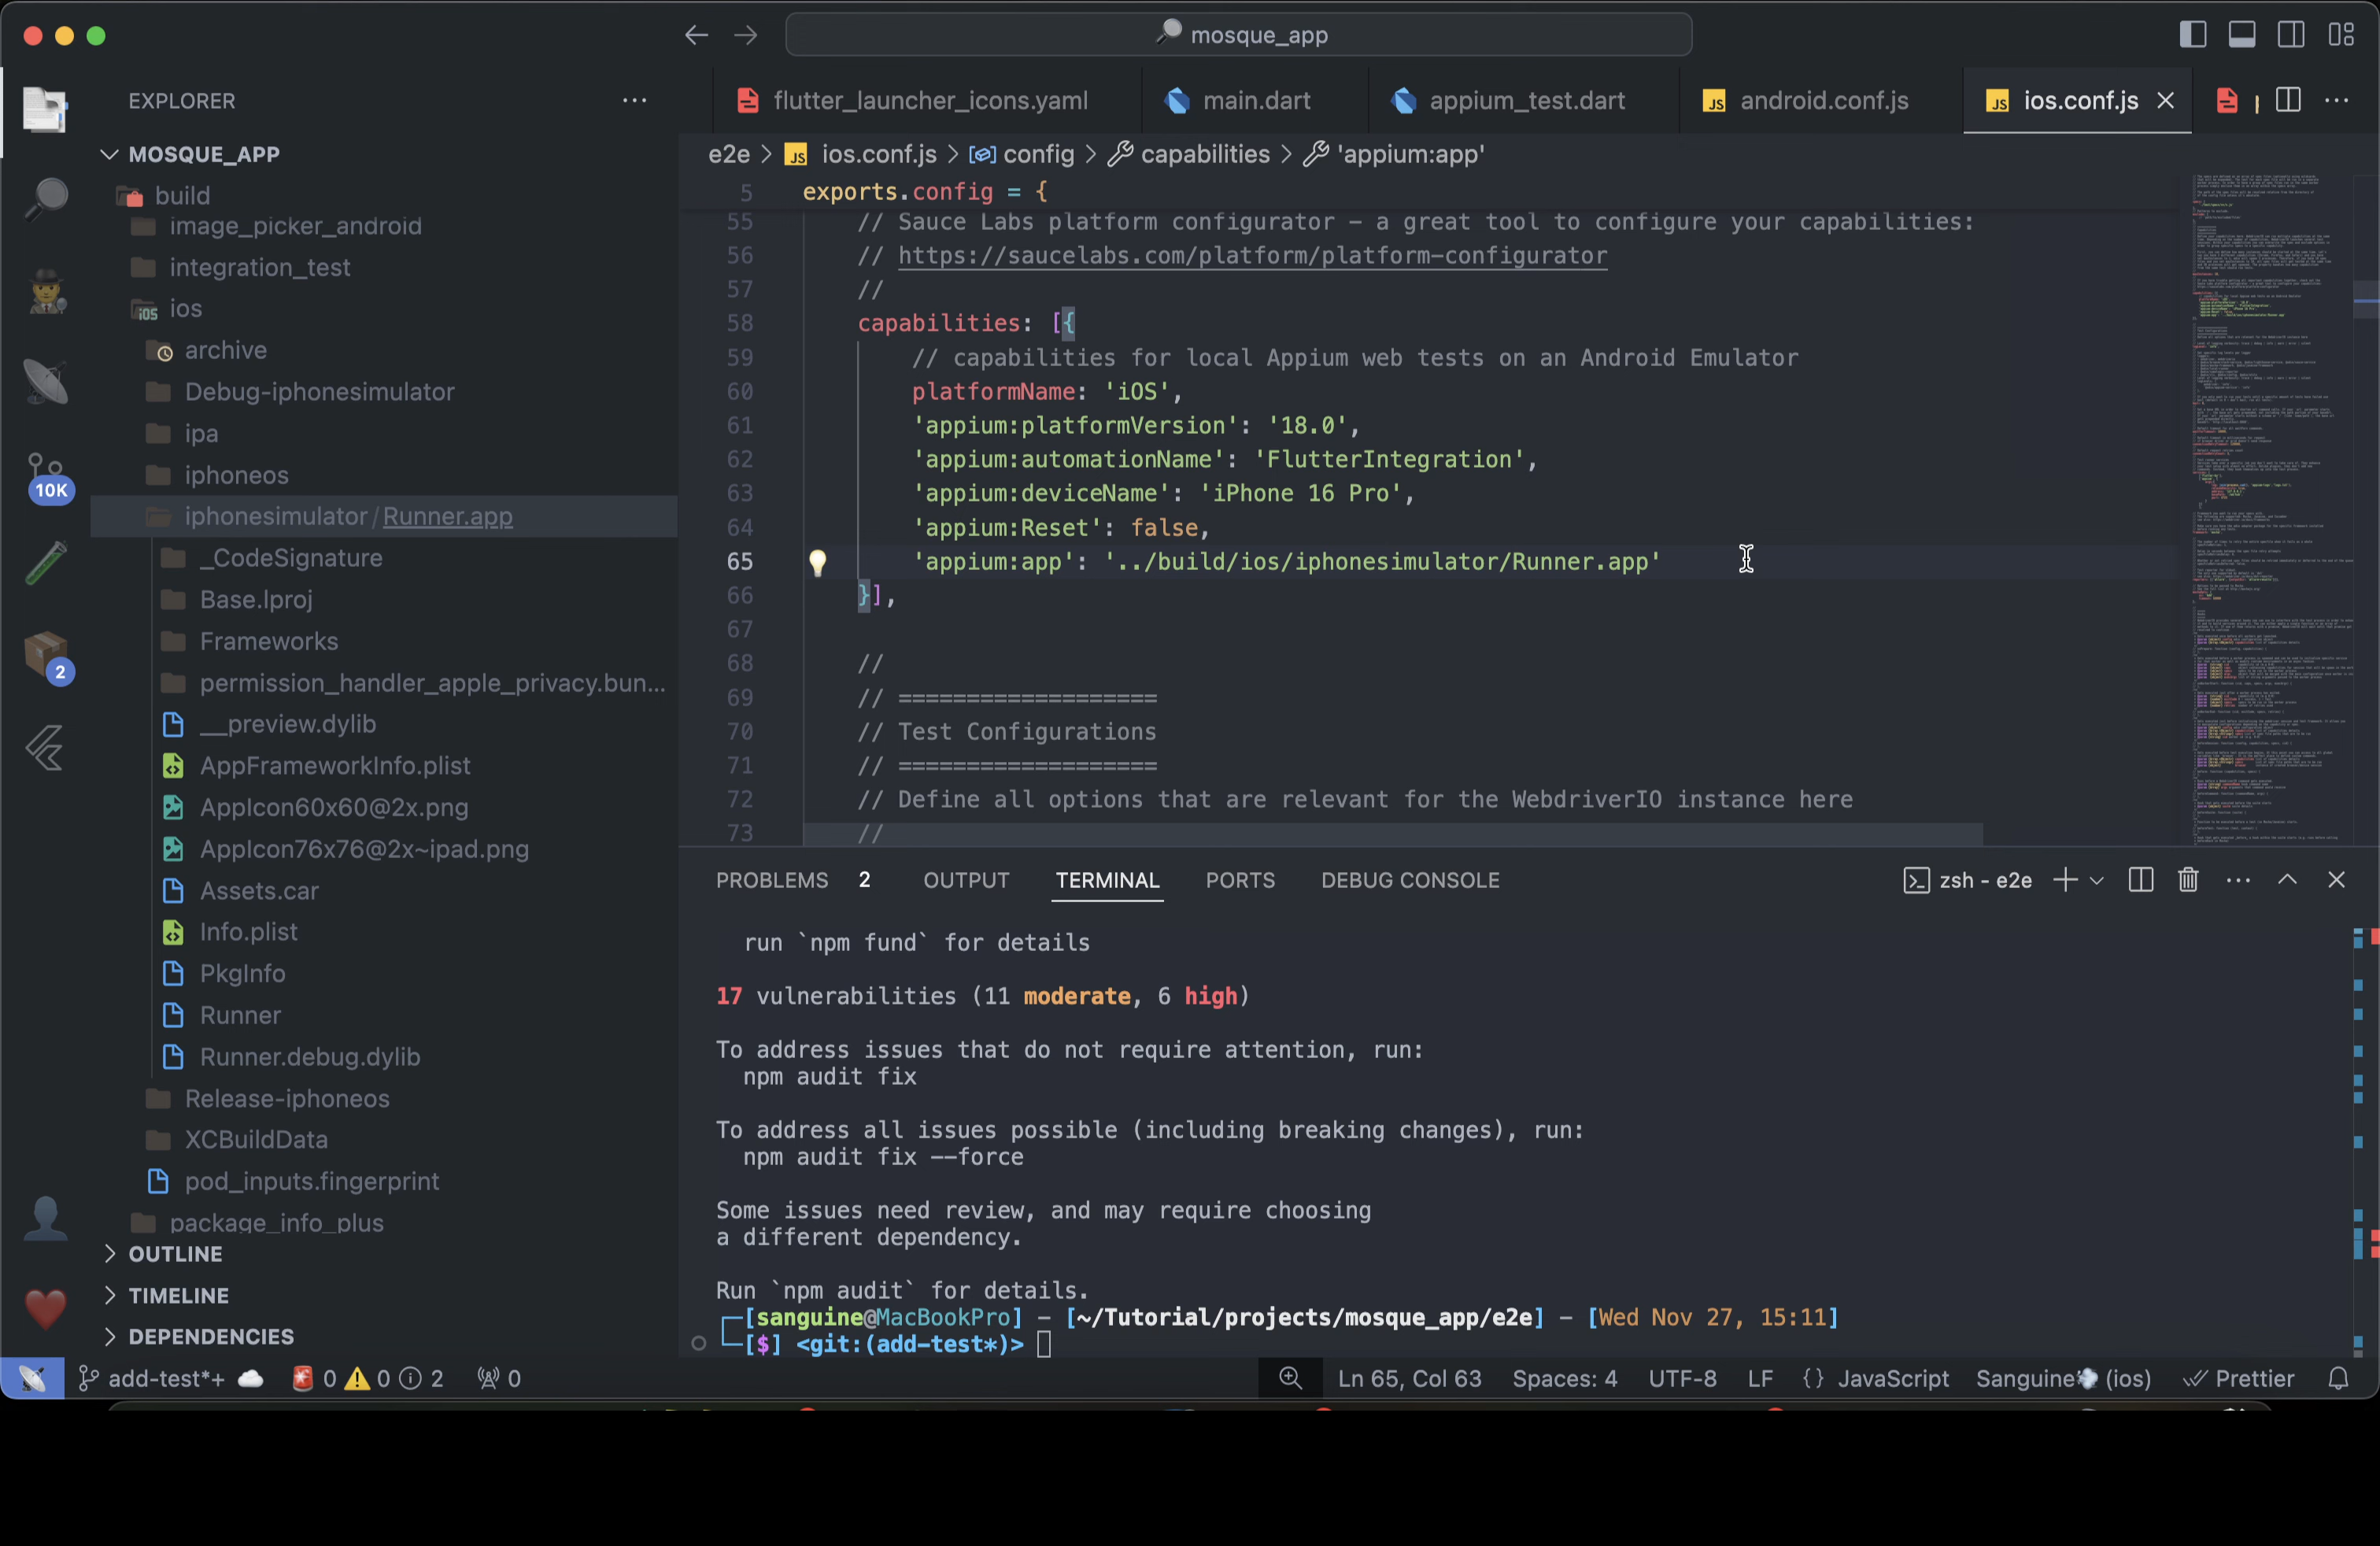 mosque_app
EXPLORER
flutter_launcher_icons.yaml
main.dart
appium_test.dart
JS android.conf.js
JS ios.conf.js
MOSQUE_APP
build
image_picker_android
integration_test
ios
archive
Debug-iphonesimulator
ipa
iphoneos
iphonesimulator / Runner.app
_CodeSignature
Base.lproj
Frameworks
permission_handler_apple_privacy.bun...
__preview.dylib
AppFrameworkInfo.plist
AppIcon60x60@2x.png
AppIcon76x76@2x~ipad.png
Assets.car
Info.plist
PkgInfo
Runner
Runner.debug.dylib
Release-iphoneos
XCBuildData
pod_inputs.fingerprint
package_info_plus
OUTLINE
TIMELINE
DEPENDENCIES
10K
2
e2e > JS ios.conf.js > config > capabilities > 'appium:app'
5 exports.config = {
55 // Sauce Labs platform configurator - a great tool to configure your capabilities:
56 // https://saucelabs.com/platform/platform-configurator
57 //
58 capabilities: [{
59 // capabilities for local Appium web tests on an Android Emulator
60 platformName: 'iOS',
61 'appium:platformVersion': '18.0',
62 'appium:automationName': 'FlutterIntegration',
63 'appium:deviceName': 'iPhone 16 Pro',
64 'appium:Reset': false,
65 'appium:app': '../build/ios/iphonesimulator/Runner.app'
66 }],
67
68 //
69 // ===================
70 // Test Configurations
71 // ===================
72 // Define all options that are relevant for the WebdriverIO instance here
73 //
PROBLEMS 2 OUTPUT TERMINAL PORTS DEBUG CONSOLE
zsh - e2e
run `npm fund` for details
17 vulnerabilities (11 moderate, 6 high)
To address issues that do not require attention, run:
npm audit fix
To address all issues possible (including breaking changes), run:
npm audit fix --force
Some issues need review, and may require choosing
a different dependency.
Run `npm audit` for details.
[sanguine@MacBookPro] - [~/Tutorial/projects/mosque_app/e2e] - [Wed Nov 27, 15:11]
[$] <git:(add-test*)>
add-test*+ 0 0 2 0
Ln 65, Col 63 Spaces: 4 UTF-8 LF {} JavaScript Sanguine (ios) Prettier